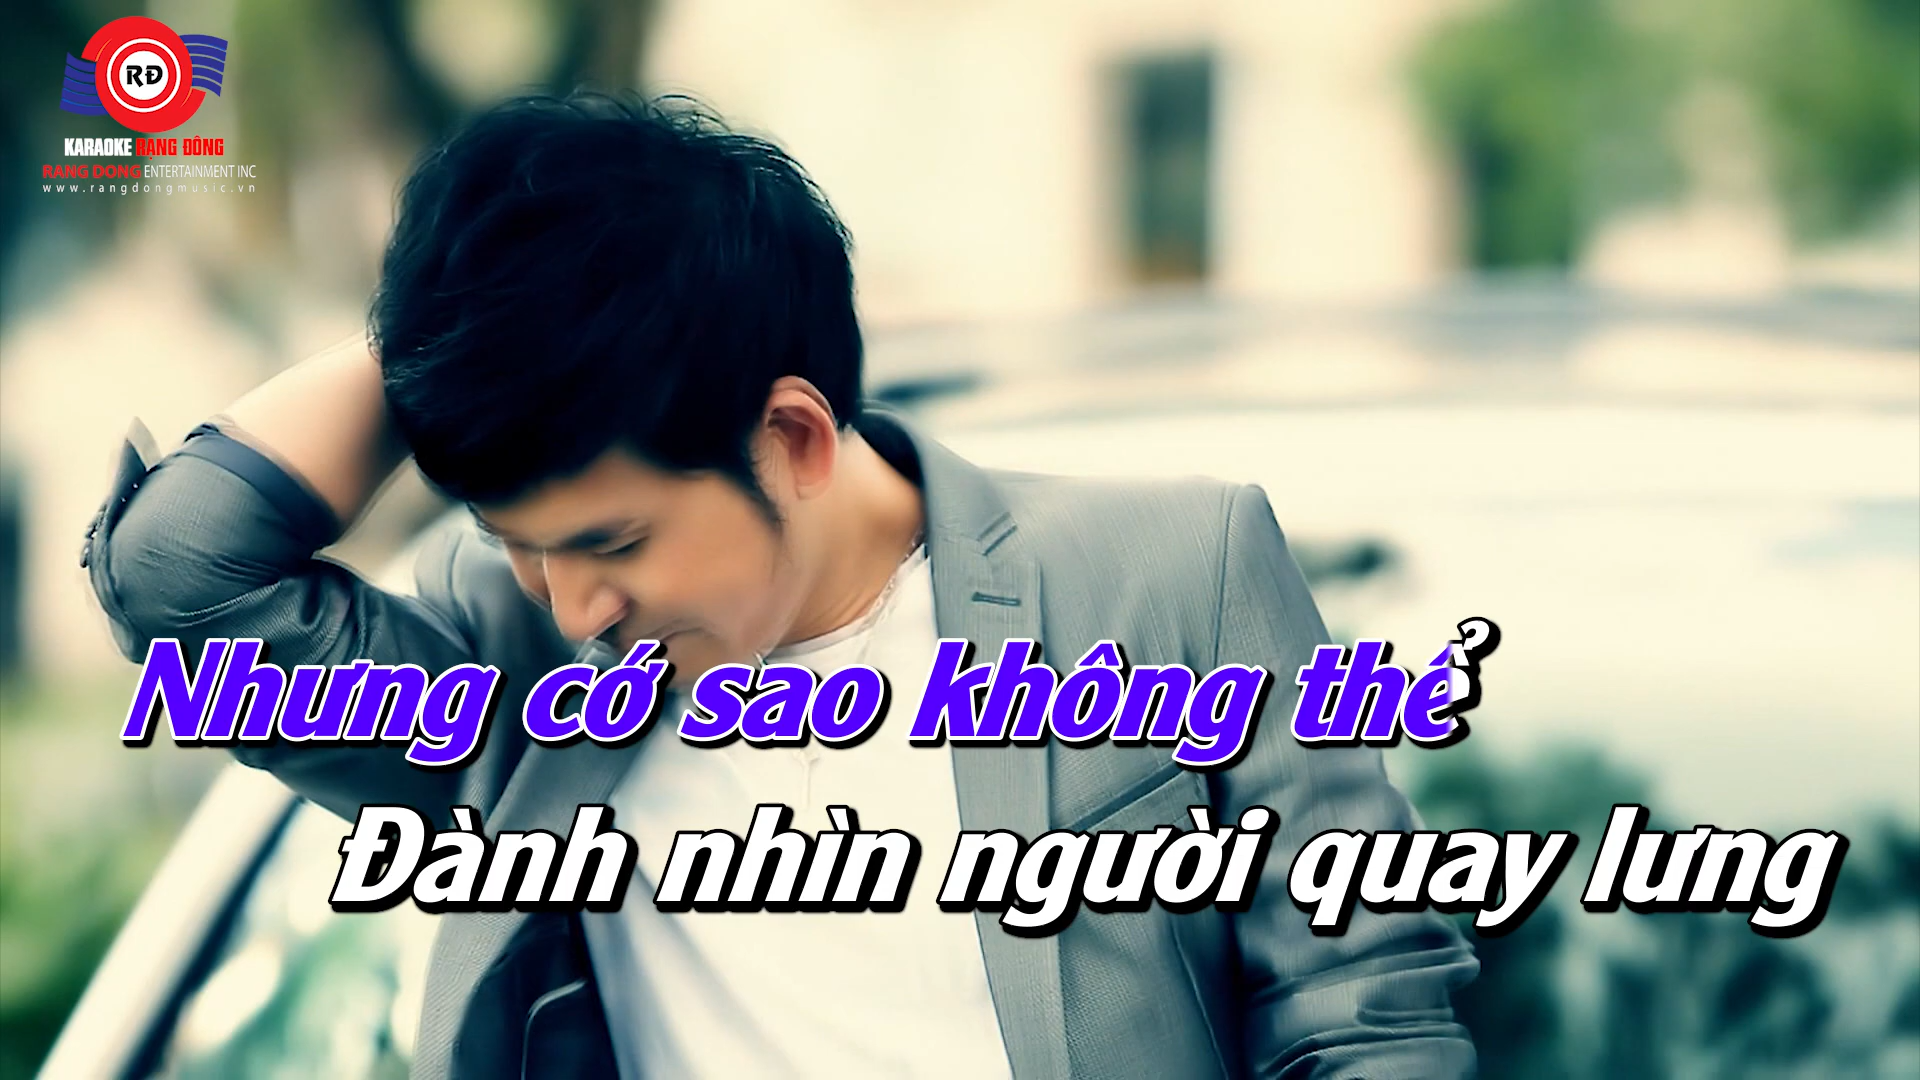 RĐ
KARAOKE RẠNG ĐÔNG
RANG DONG ENTERTAINMENT INC
www.rangdongmusic.vn
Nhưng cớ sao không thể
Đành nhìn người quay lưng